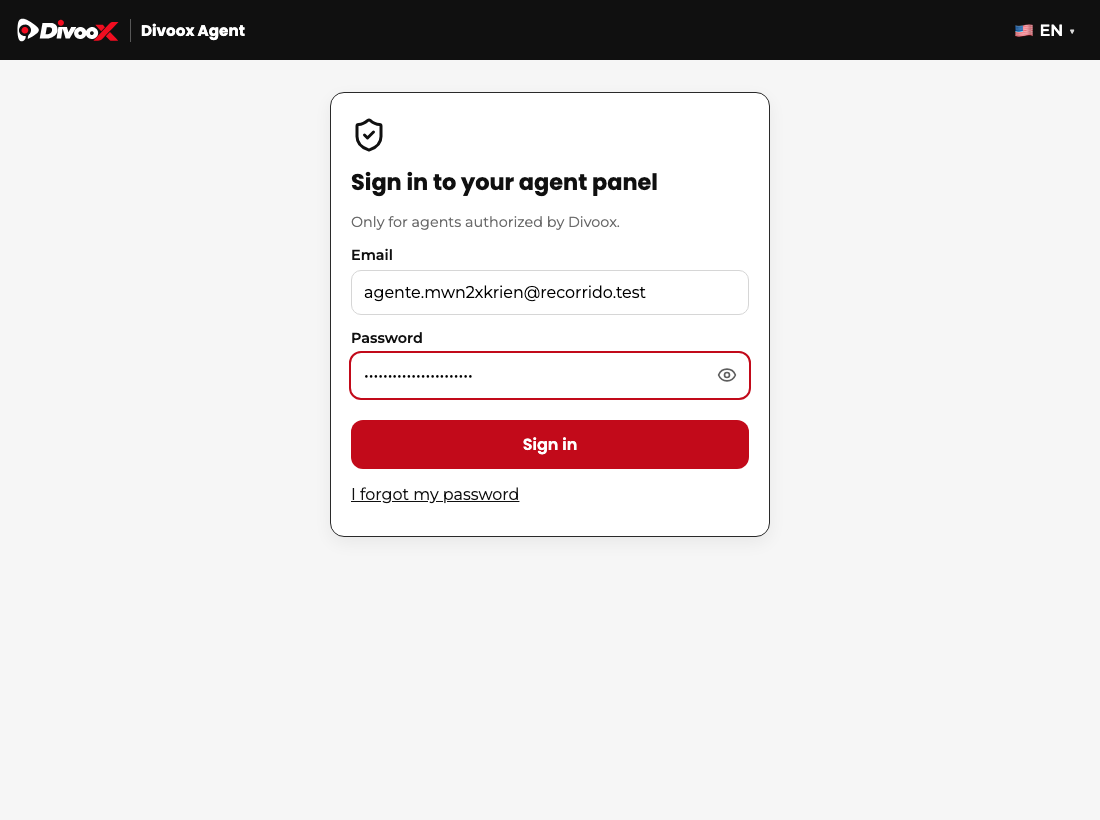 DivooX
Divoox Agent
EN
Sign in to your agent panel
Only for agents authorized by Divoox.
Email
agente.mwn2xkrien@recorrido.test
Password
•••••••••••••••••••••••
Sign in
I forgot my password